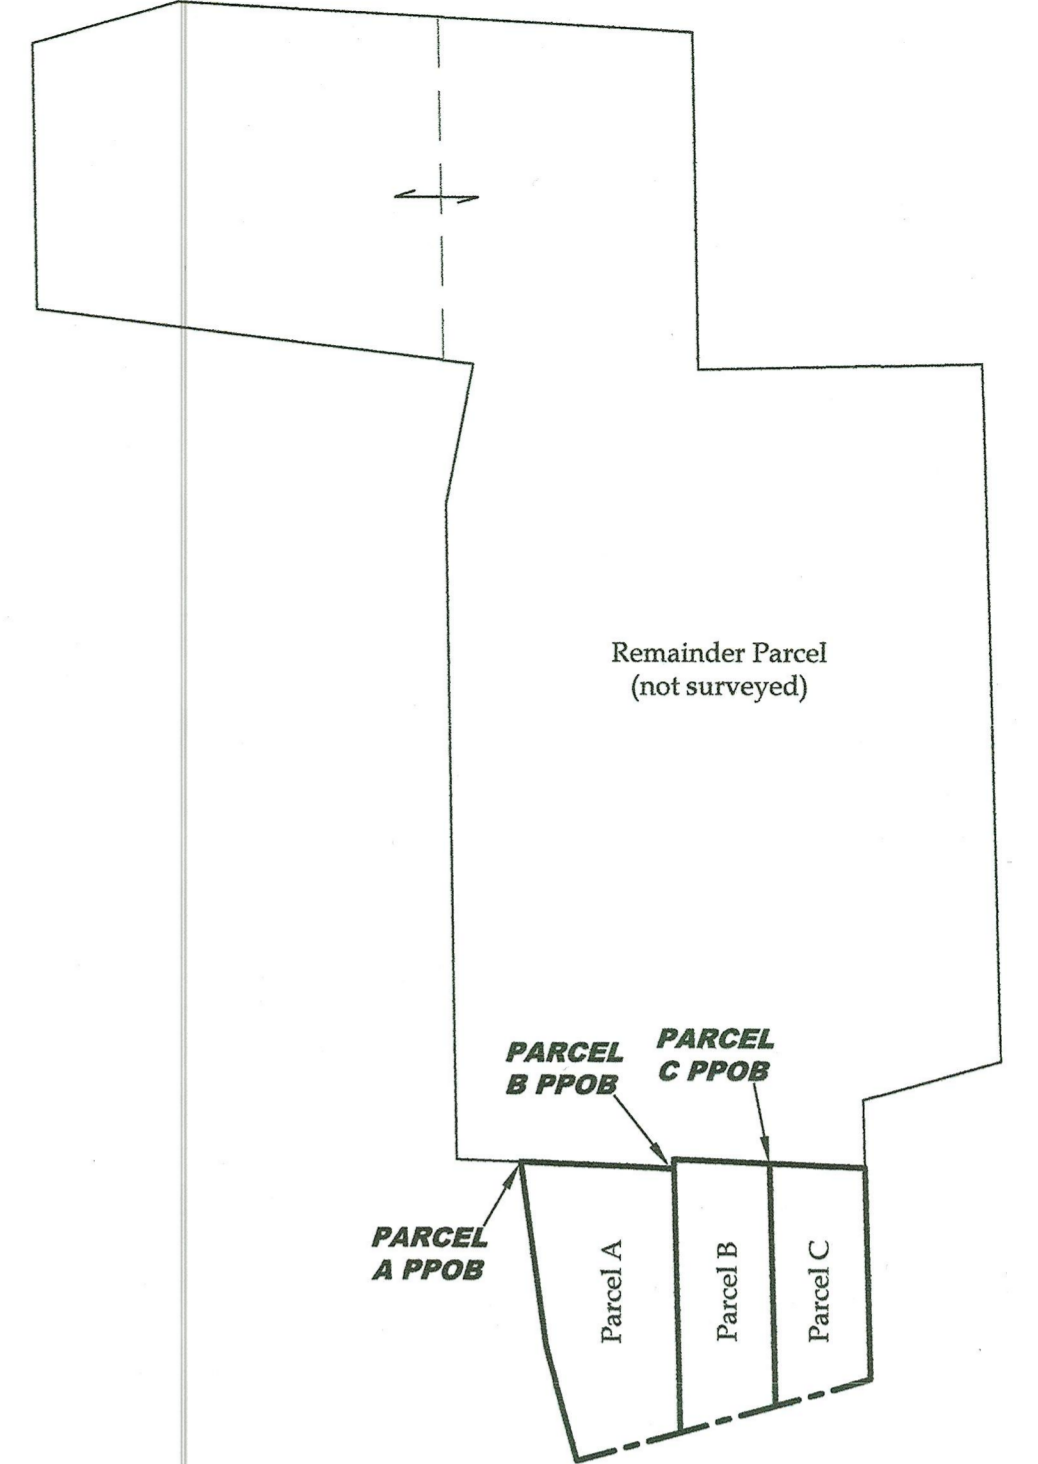 Remainder Parcel
(not surveyed)
PARCEL
B PPOB
PARCEL
C PPOB
PARCEL
A PPOB
Parcel A
Parcel B
Parcel C